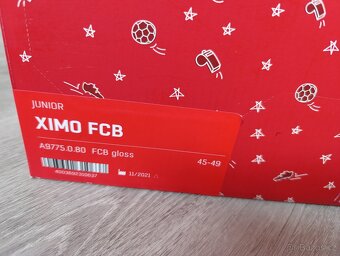 JUNIOR
XIMO FCB
A9775.0.80 FCB gloss
45-49
11/2021